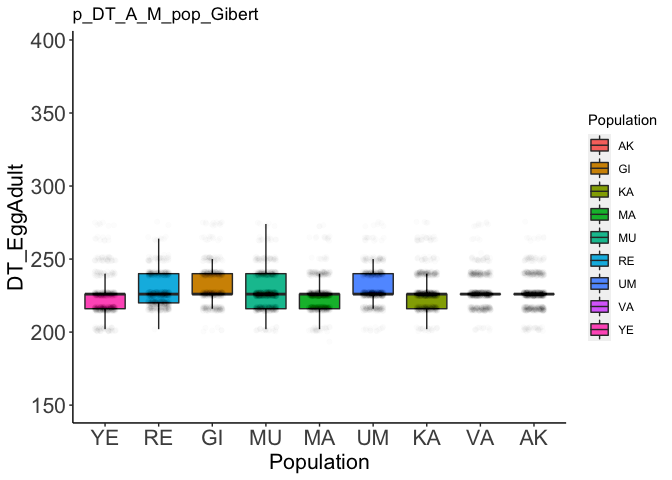 p_DT_A_M_pop_Gibert
400
350
300
250
200
150
DT_EggAdult
YE RE GI MU MA UM KA VA AK
Population
Population
AK
GI
KA
MA
MU
RE
UM
VA
YE